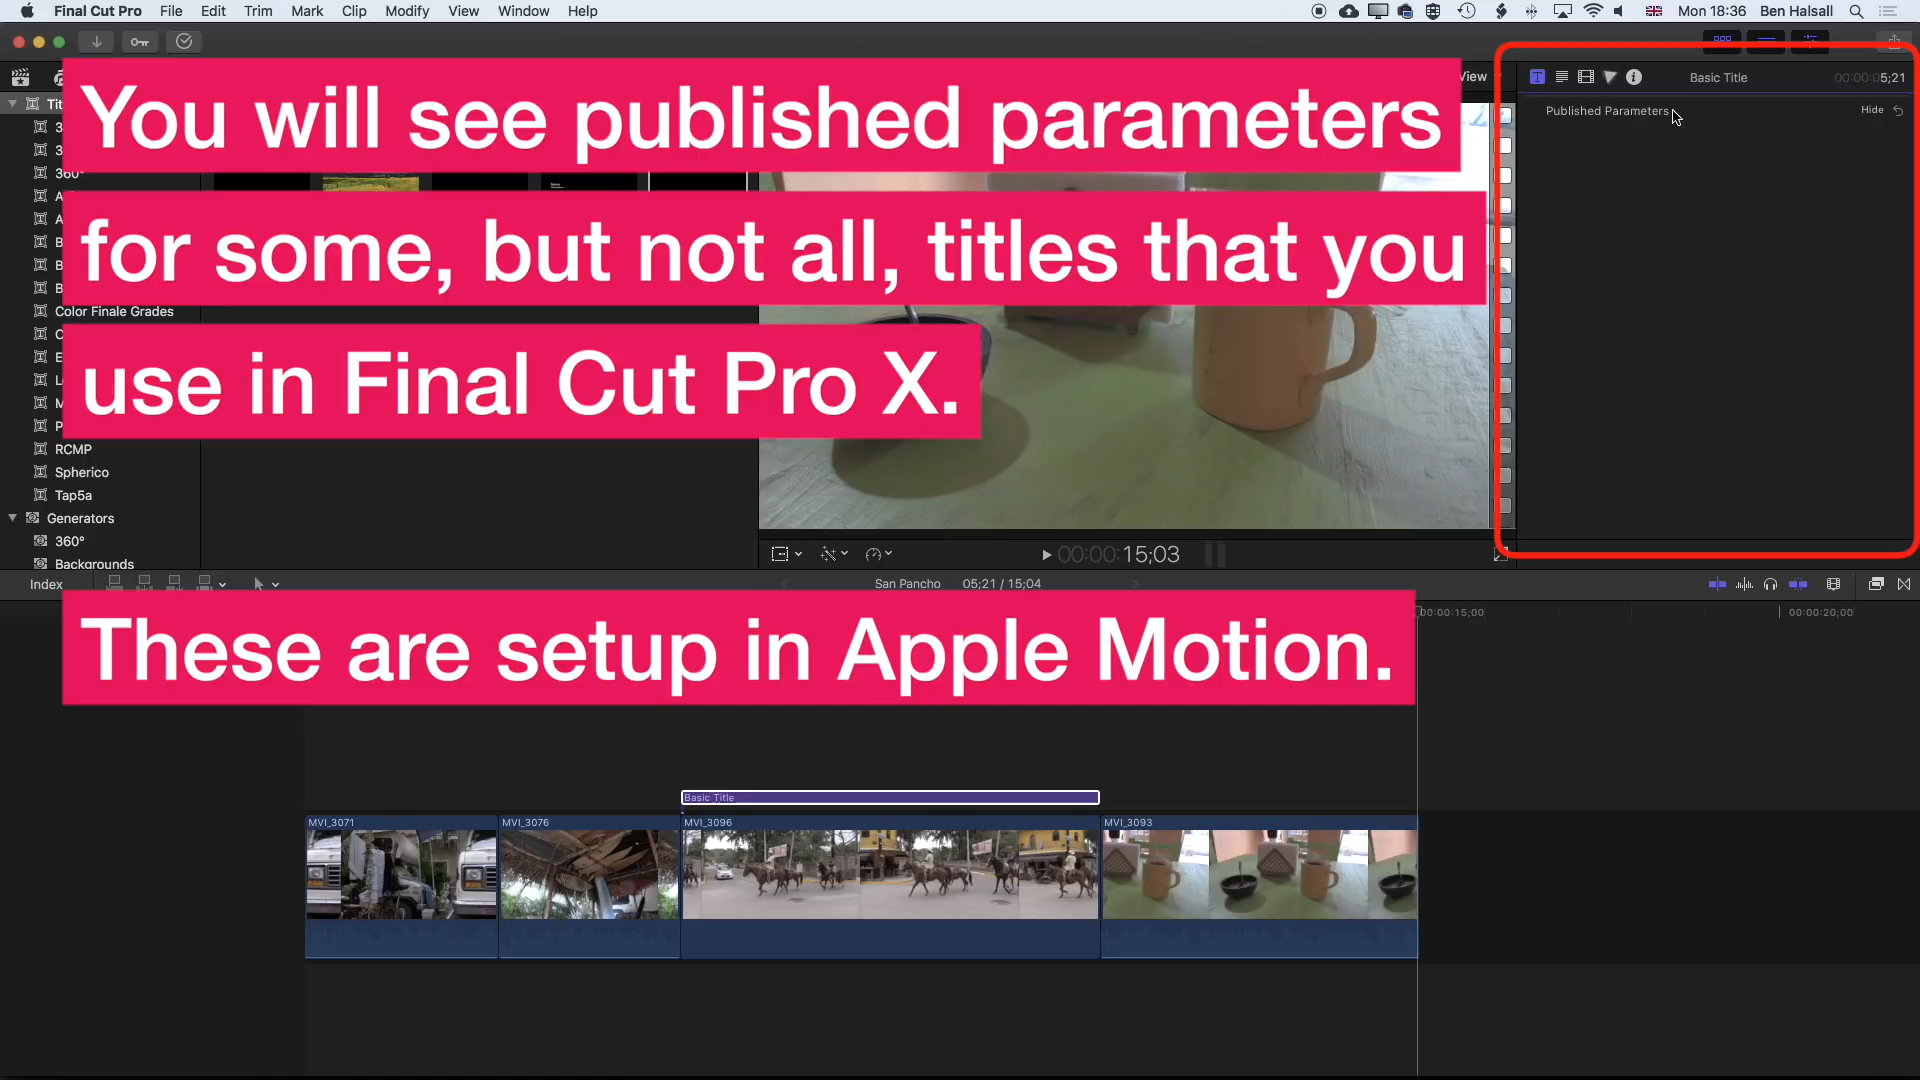 Final Cut Pro File Edit Trim Mark Clip Modify View Window Help Mon 18:36 Ben Halsall
View
T Basic Title 00:00:05;21
Published Parameters Hide
You will see published parameters
for some, but not all, titles that you
use in Final Cut Pro X.
360°
Color Finale Grades
RCMP
Spherico
Tap5a
Generators
360°
Backgrounds
00:00:15;03
Index San Pancho 05;21 / 15;04
00:00:15;00 00:00:20;00
These are setup in Apple Motion.
Basic Title
MVI_3071 MVI_3076 MVI_3096 MVI_3093